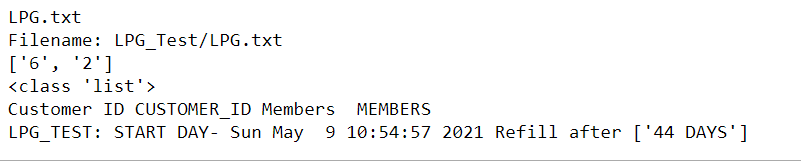 LPG.txt
Filename: LPG_Test/LPG.txt
['6', '2']
<class 'list'>
Customer ID CUSTOMER_ID Members  MEMBERS
LPG_TEST: START DAY- Sun May  9 10:54:57 2021 Refill after ['44 DAYS']